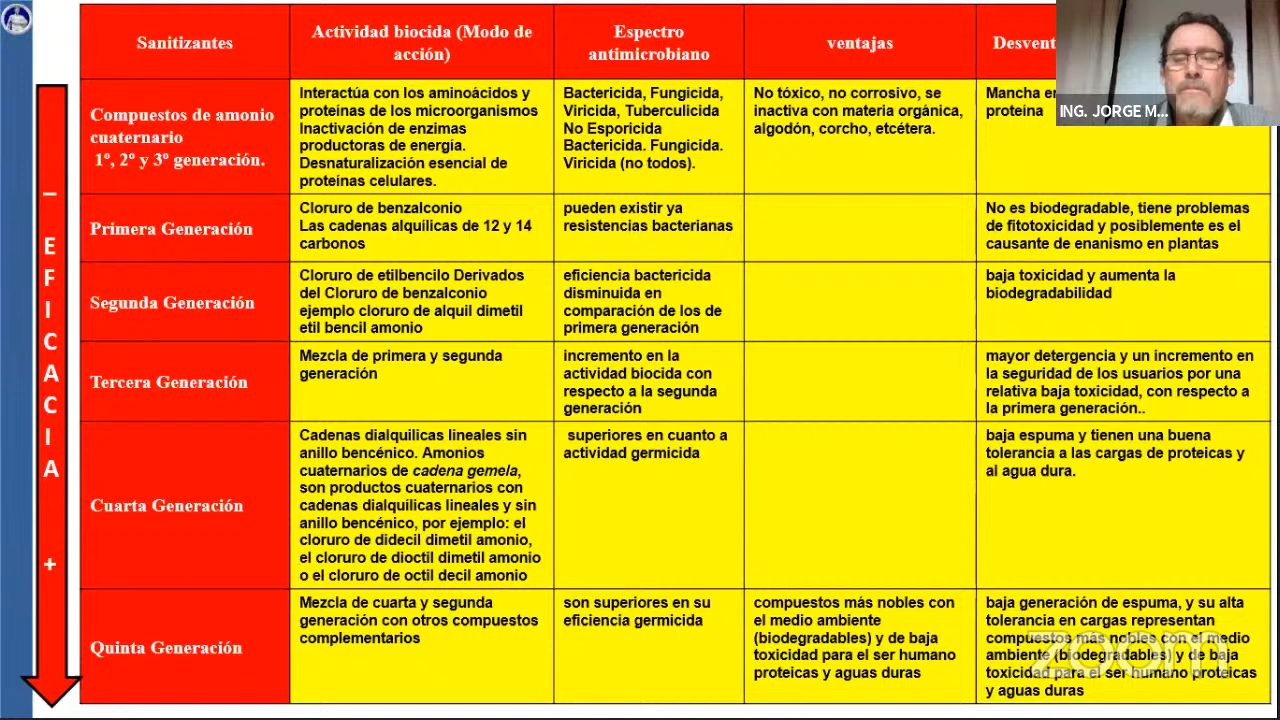 Sanitizantes
Actividad biocida (Modo de
acción)
Espectro
antimicrobiano
ventajas
Desvent
ING. JORGE M...
Compuestos de amonio
cuaternario
1º, 2º y 3º generación.
Interactúa con los aminoácidos y
proteínas de los microorganismos
Inactivación de enzimas
productoras de energía.
Desnaturalización esencial de
proteínas celulares.
Bactericida, Fungicida,
Viricida, Tuberculicida
No Esporicida
Bactericida. Fungicida.
Viricida (no todos).
No tóxico, no corrosivo, se
inactiva con materia orgánica,
algodón, corcho, etcétera.
Mancha
proteína
Primera Generación
Cloruro de benzalconio
Las cadenas alquílicas de 12 y 14
carbonos
pueden existir ya
resistencias bacterianas
No es biodegradable, tiene problemas
de fitotoxicidad y posiblemente es el
causante de enanismo en plantas
Segunda Generación
Cloruro de etilbencilo Derivados
del Cloruro de benzalconio
ejemplo cloruro de alquil dimetil
etil bencil amonio
eficiencia bactericida
disminuida en
comparación de los de
primera generación
baja toxicidad y aumenta la
biodegradabilidad
Tercera Generación
Mezcla de primera y segunda
generación
incremento en la
actividad biocida con
respecto a la segunda
generación
mayor detergencia y un incremento en
la seguridad de los usuarios por una
relativa baja toxicidad, con respecto a
la primera generación..
Cuarta Generación
Cadenas dialquilicas lineales sin
anillo bencénico. Amonios
cuaternarios de cadena gemela,
son productos cuaternarios con
cadenas dialquílicas lineales y sin
anillo bencénico, por ejemplo: el
cloruro de didecil dimetil amonio,
el cloruro de dioctil dimetil amonio
o el cloruro de octil decil amonio
superiores en cuanto a
actividad germicida
baja espuma y tienen una buena
tolerancia a las cargas de proteicas y
al agua dura.
Quinta Generación
Mezcla de cuarta y segunda
generación con otros compuestos
complementarios
son superiores en su
eficiencia germicida
compuestos más nobles con
el medio ambiente
(biodegradables) y de baja
toxicidad para el ser humano
proteicas y aguas duras
baja generación de espuma, y su alta
tolerancia en cargas representan
compuestos más nobles con el medio
ambiente (biodegradables) y de baja
toxicidad para el ser humano proteicas
y aguas duras
– EFICACIA +
zoom